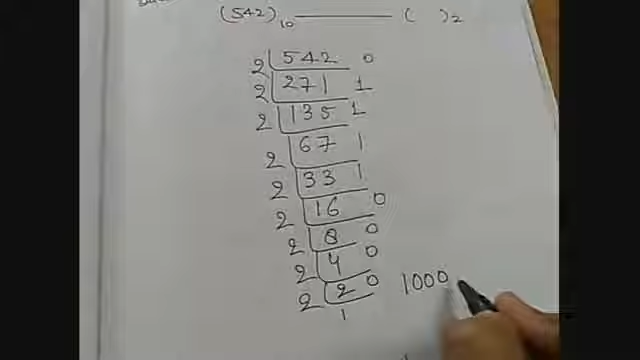 (542)10 ( )2
2 542 0
2 271 1
2 135 1
2 67 1
2 33 1
2 16 0
2 8 0
2 4 0
2 2 0
1
1000